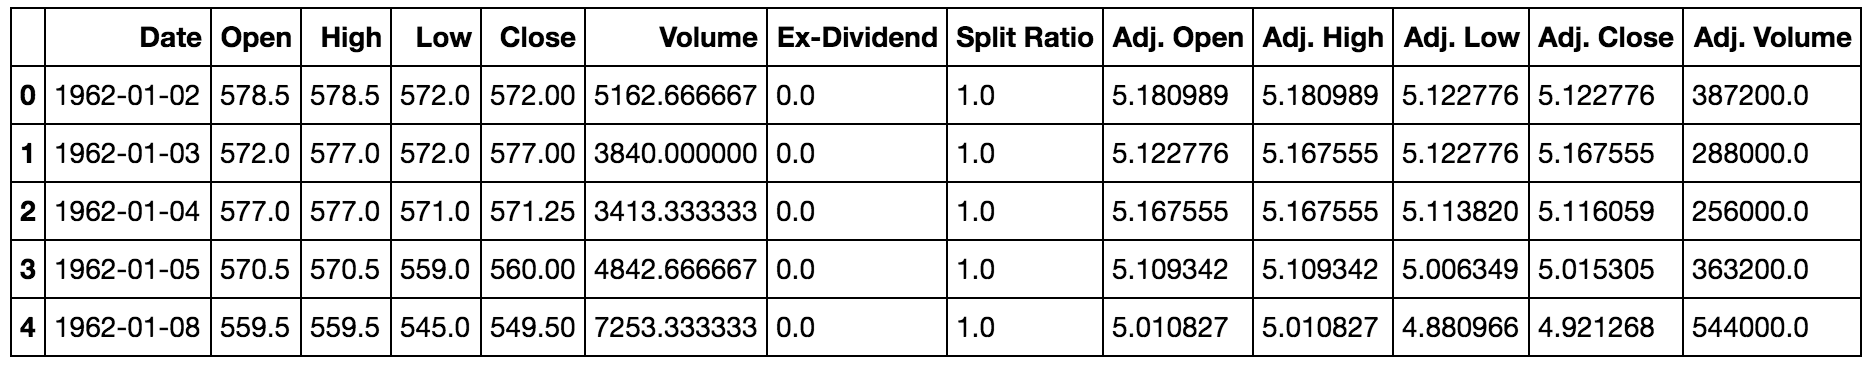 Date Open High Low Close Volume Ex-Dividend Split Ratio Adj. Open Adj. High Adj. Low Adj. Close Adj. Volume
0 1962-01-02 578.5 578.5 572.0 572.00 5162.666667 0.0 1.0 5.180989 5.180989 5.122776 5.122776 387200.0
1 1962-01-03 572.0 577.0 572.0 577.00 3840.000000 0.0 1.0 5.122776 5.167555 5.122776 5.167555 288000.0
2 1962-01-04 577.0 577.0 571.0 571.25 3413.333333 0.0 1.0 5.167555 5.167555 5.113820 5.116059 256000.0
3 1962-01-05 570.5 570.5 559.0 560.00 4842.666667 0.0 1.0 5.109342 5.109342 5.006349 5.015305 363200.0
4 1962-01-08 559.5 559.5 545.0 549.50 7253.333333 0.0 1.0 5.010827 5.010827 4.880966 4.921268 544000.0